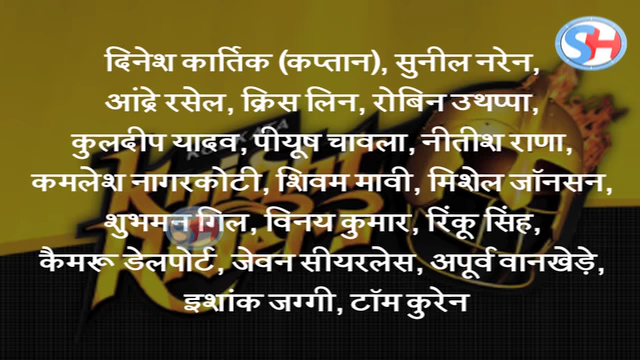 SH
दिनेश कार्तिक (कप्तान), सुनील नरेन,
आंद्रे रसेल, क्रिस लिन, रोबिन उथप्पा,
कुलदीप यादव, पीयूष चावला, नीतीश राणा,
कमलेश नागरकोटी, शिवम मावी, मिशेल जॉनसन,
शुभमन गिल, विनय कुमार, रिंकू सिंह,
कैमरू डेलपोर्ट, जेवन सीयरलेस, अपूर्व वानखेड़े,
इशांक जग्गी, टॉम कुरेन